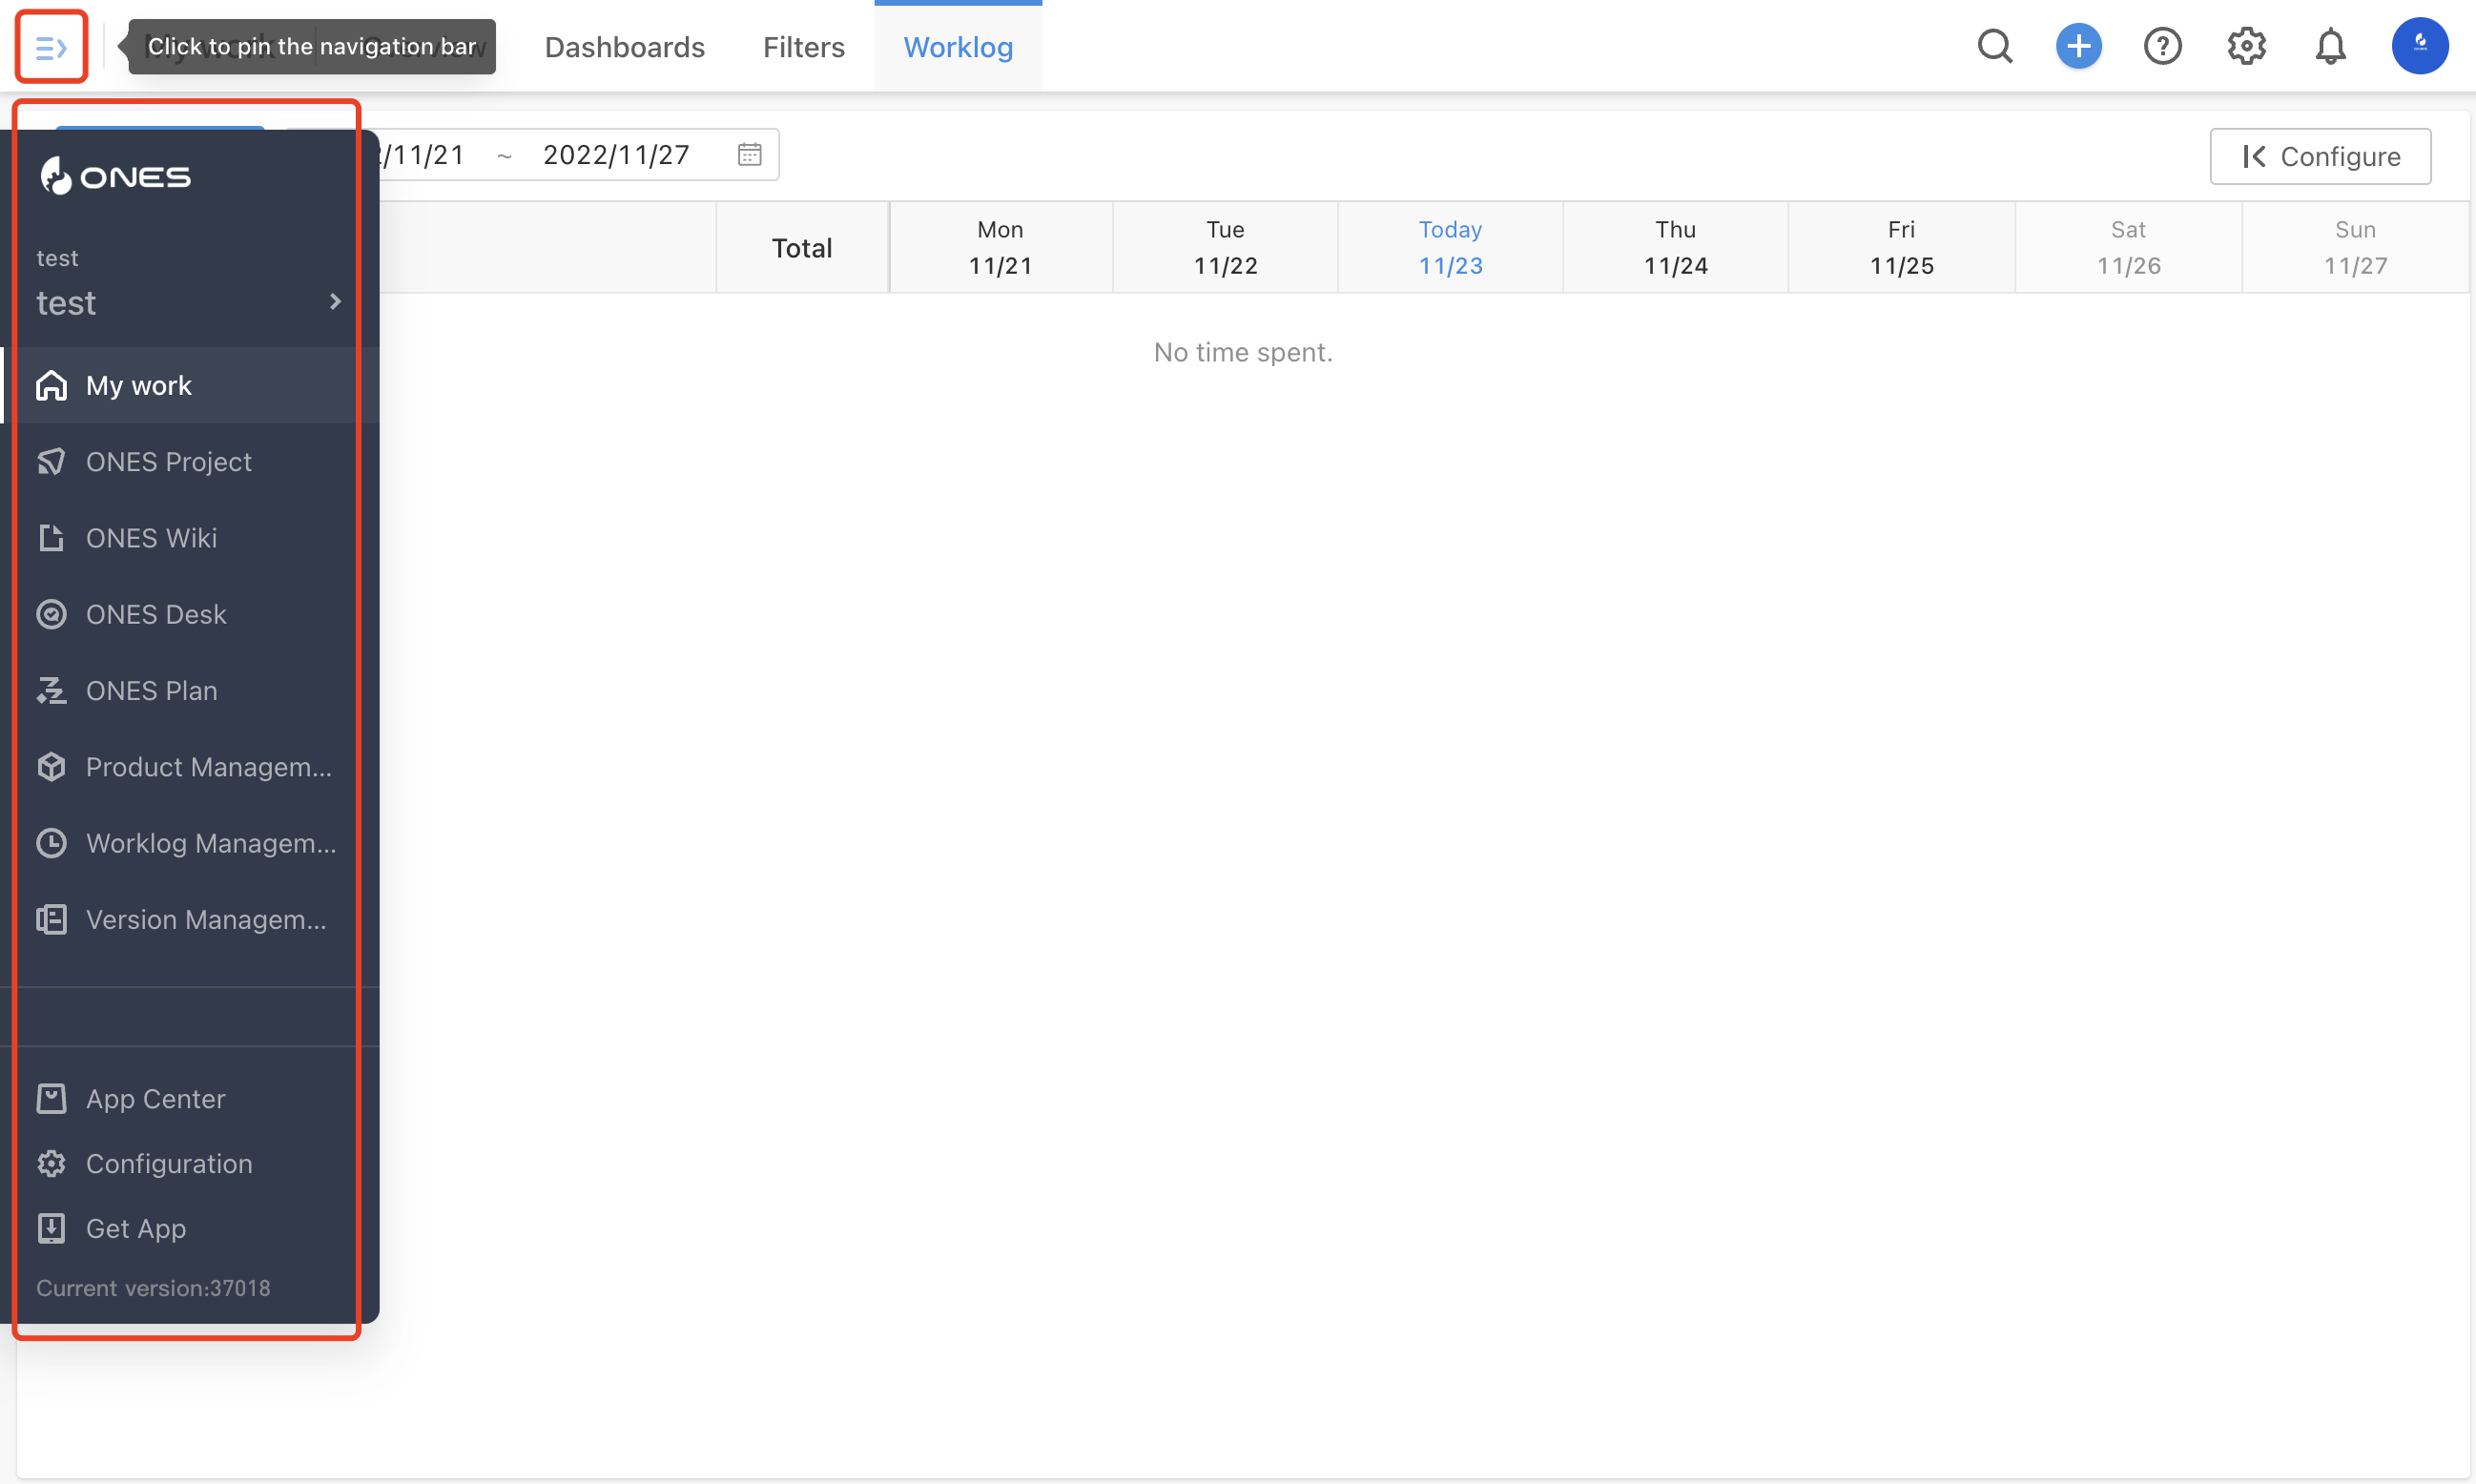 Click to pin the navigation bar
Dashboards
Filters
Worklog
/11/21 ~ 2022/11/27
Configure
ONES
test
test
My work
ONES Project
ONES Wiki
ONES Desk
ONES Plan
Product Managem...
Worklog Managem...
Version Managem...
App Center
Configuration
Get App
Current version:37018
Total
Mon
11/21
Tue
11/22
Today
11/23
Thu
11/24
Fri
11/25
Sat
11/26
Sun
11/27
No time spent.